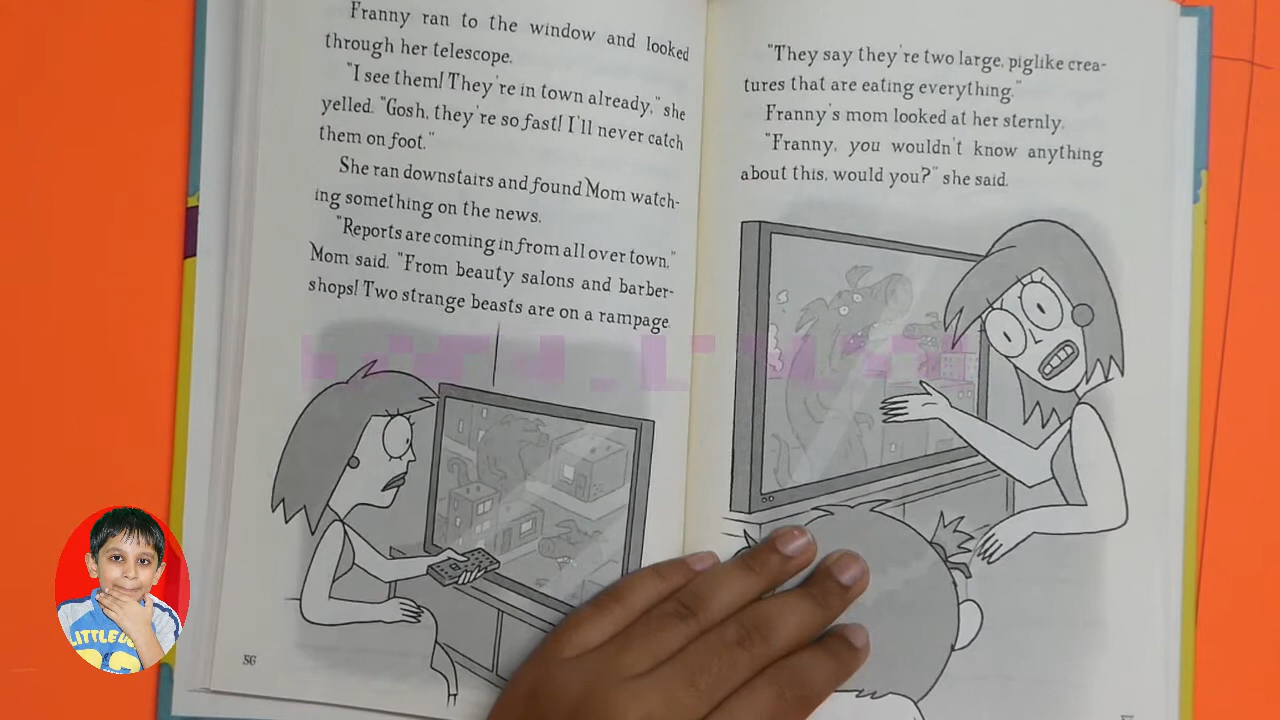 Franny ran to the window and looked
through her telescope.
"I see them! They're in town already," she
yelled. "Gosh, they're so fast! I'll never catch
them on foot."
She ran downstairs and found Mom watch-
ing something on the news.
"Reports are coming in from all over town,"
Mom said. "From beauty salons and barber-
shops! Two strange beasts are on a rampage.
56
"They say they're two large, piglike crea-
tures that are eating everything."
Franny's mom looked at her sternly.
"Franny, you wouldn't know anything
about this, would you?" she said.
LITTLE